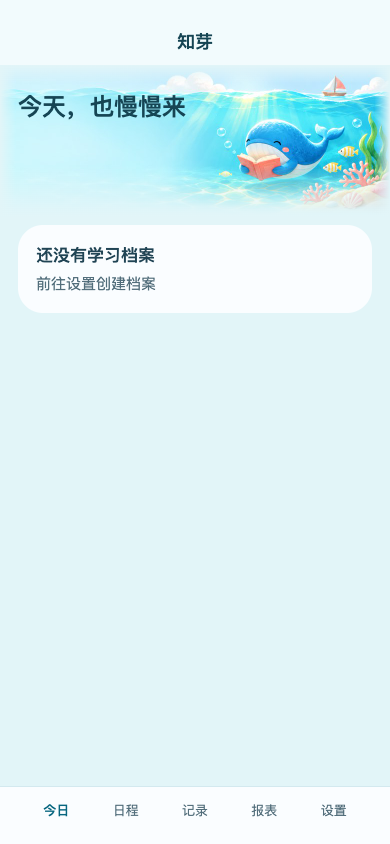 知芽
今天，也慢慢来
还没有学习档案
前往设置创建档案
今日
日程
记录
报表
设置